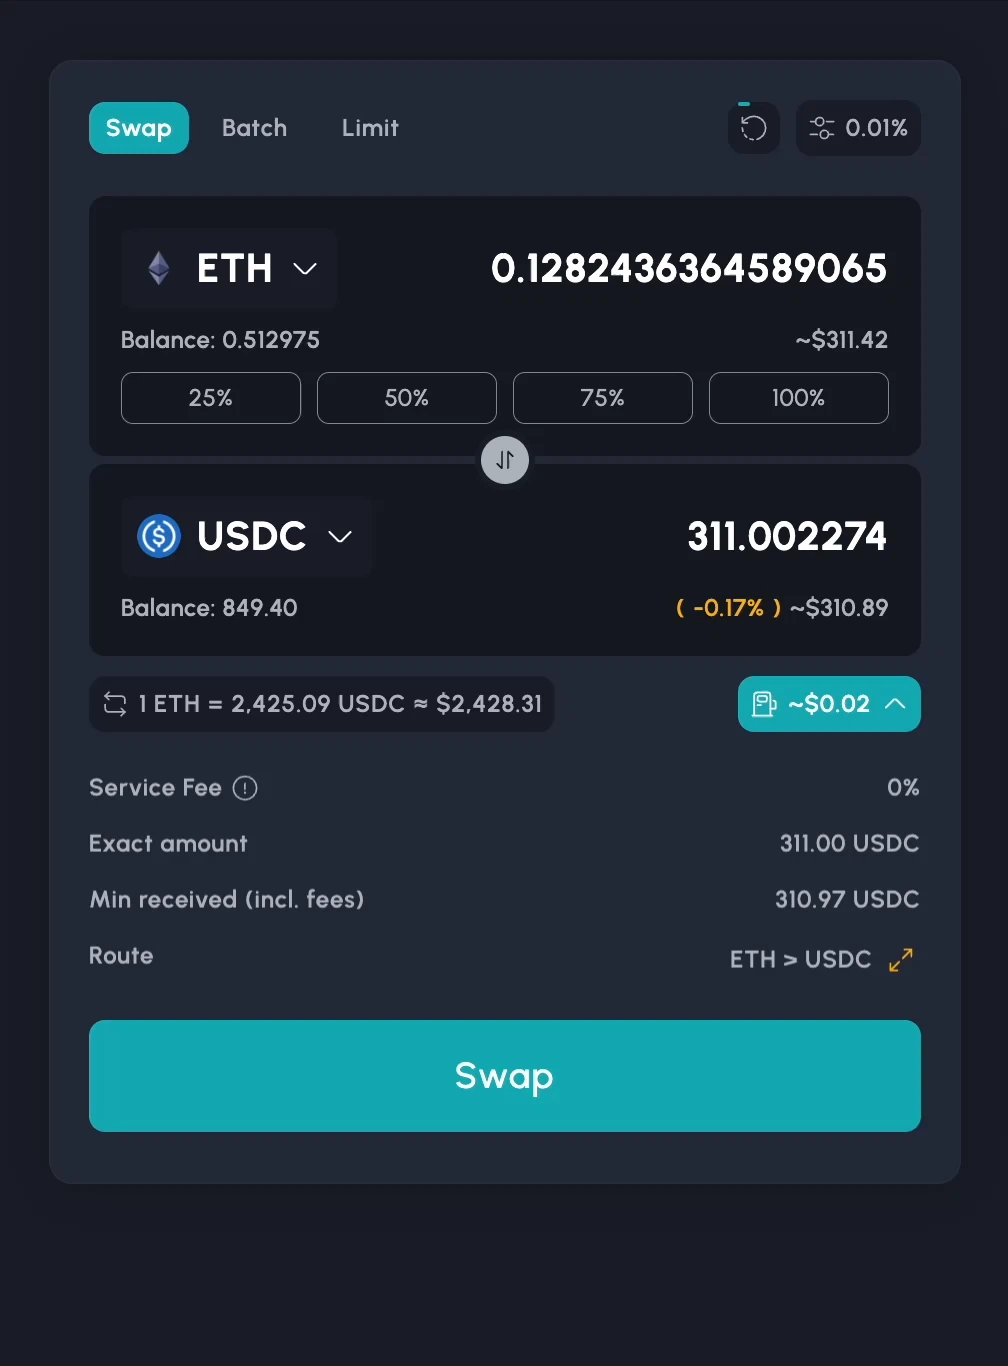 Swap Batch Limit 0.01%
ETH 0.1282436364589065
Balance: 0.512975 ~$311.42
25% 50% 75% 100%
USDC 311.002274
Balance: 849.40 ( -0.17% ) ~$310.89
1 ETH = 2,425.09 USDC ≈ $2,428.31 ~$0.02
Service Fee 0%
Exact amount 311.00 USDC
Min received (incl. fees) 310.97 USDC
Route ETH > USDC
Swap